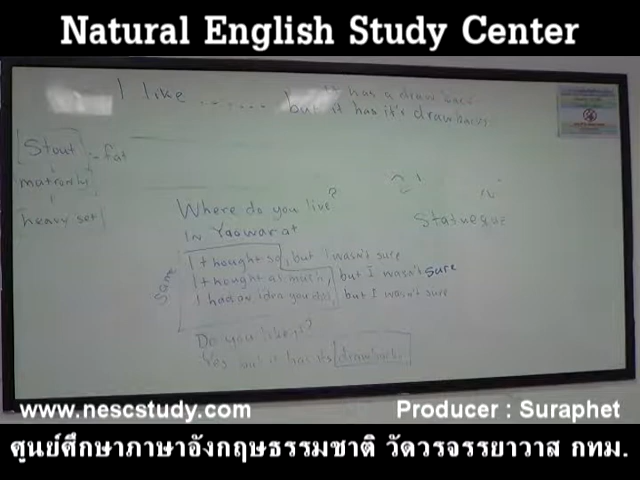 Natural English Study Center
I like .......
it has a drawback
but it has it's drawbacks
Stout - fat
matronly
heavy set
Where do you live?
In Yaowarat
statuesque
Same
I thought so, but I wasn't sure
I thought as much, but I wasn't sure
I had an idea you did, but I wasn't sure
Do you like it?
Yes but it has its drawbacks
www.nescstudy.com
Producer : Suraphet
ศูนย์ศึกษาภาษาอังกฤษธรรมชาติ วัดวรจรรยาวาส กทม.